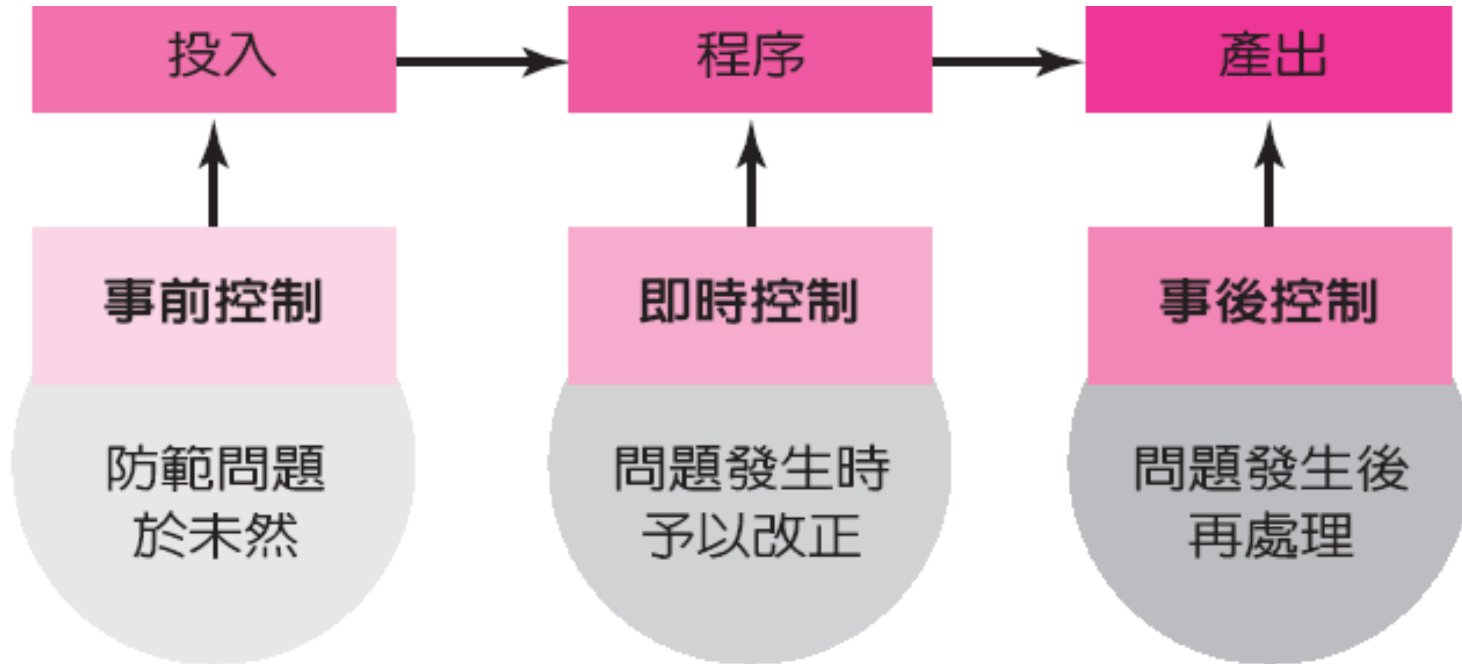 投入
程序
產出
事前控制
即時控制
事後控制
防範問題
於未然
問題發生時
予以改正
問題發生後
再處理